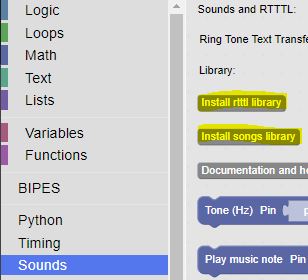 Logic
Loops
Math
Text
Lists
Variables
Functions
BIPES
Python
Timing
Sounds
Sounds and RTTTL:
Ring Tone Text Transfe
Library:
Install rtttl library
Install songs library
Documentation and he
Tone (Hz) Pin p
Play music note Pin